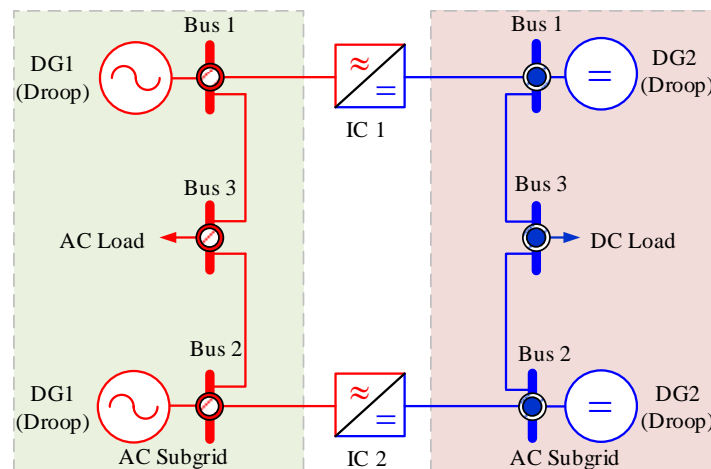 Bus 1
Bus 1
DG1
(Droop)
DG2
(Droop)
IC 1
Bus 3
Bus 3
AC Load
DC Load
Bus 2
Bus 2
DG1
(Droop)
DG2
(Droop)
AC Subgrid
IC 2
AC Subgrid